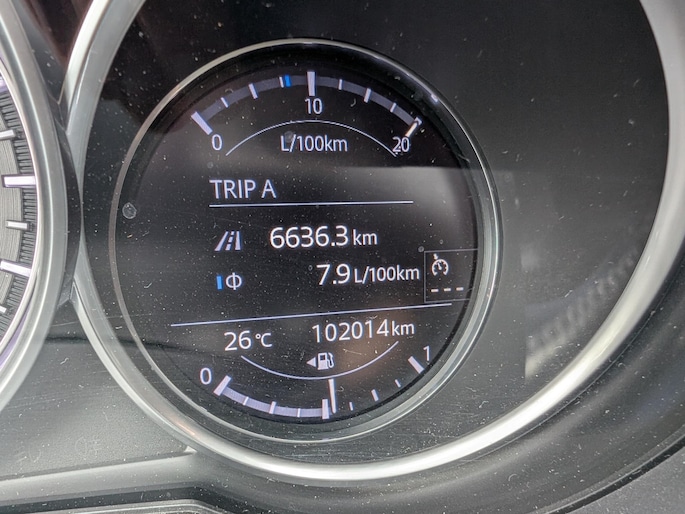 10
0 20
L/100km
TRIP A
6636.3 km
Φ 7.9 L/100km
---
26 °C 102014 km
0 1